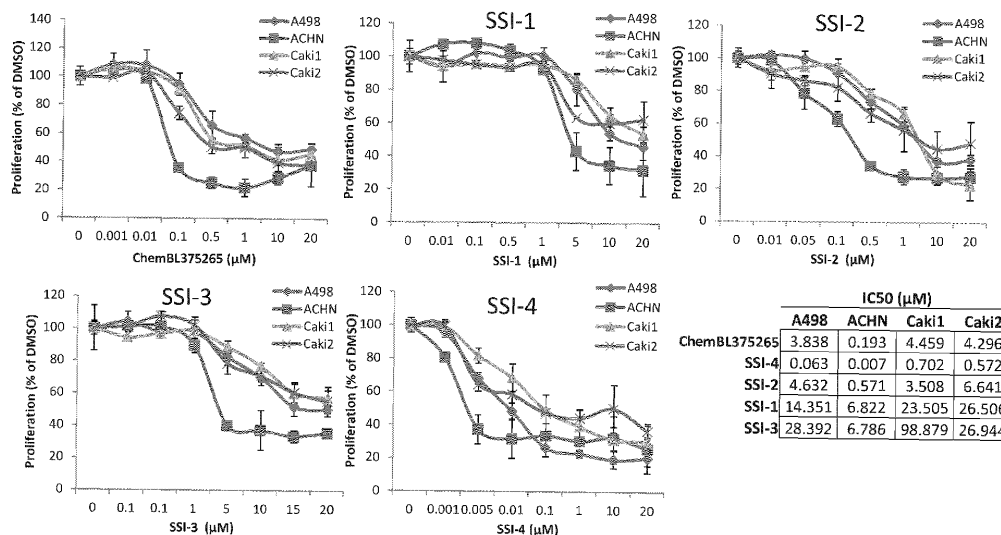 140
120
100
80
60
40
20
0
Proliferation (% of DMSO)
0 0.001 0.01 0.1 0.5 1 10 20
ChemBL375265 (µM)
A498
ACHN
Caki1
Caki2
SSI-1
120
100
80
60
40
20
0
Proliferation (% of DMSO)
0 0.01 0.1 0.5 1 5 10 20
SSI-1 (µM)
A498
ACHN
Caki1
Caki2
SSI-2
120
100
80
60
40
20
0
Proliferation (% of DMSO)
0 0.01 0.05 0.1 0.5 1 10 20
SSI-2 (µM)
A498
ACHN
Caki1
Caki2
SSI-3
120
100
80
60
40
20
0
Proliferation (% of DMSO)
0 0.1 0.1 1 5 10 15 20
SSI-3 (µM)
A498
ACHN
Caki1
Caki2
SSI-4
120
100
80
60
40
20
0
Proliferation (% of DMSO)
0 0.001 0.005 0.01 0.1 1 10 20
SSI-4 (µM)
A498
ACHN
Caki1
Caki2
IC50 (µM)
A498 ACHN Caki1 Caki2
ChemBL375265 3.838 0.193 4.459 4.296
SSI-4 0.063 0.007 0.702 0.572
SSI-2 4.632 0.571 3.508 6.641
SSI-1 14.351 6.822 23.505 26.506
SSI-3 28.392 6.786 98.879 26.944